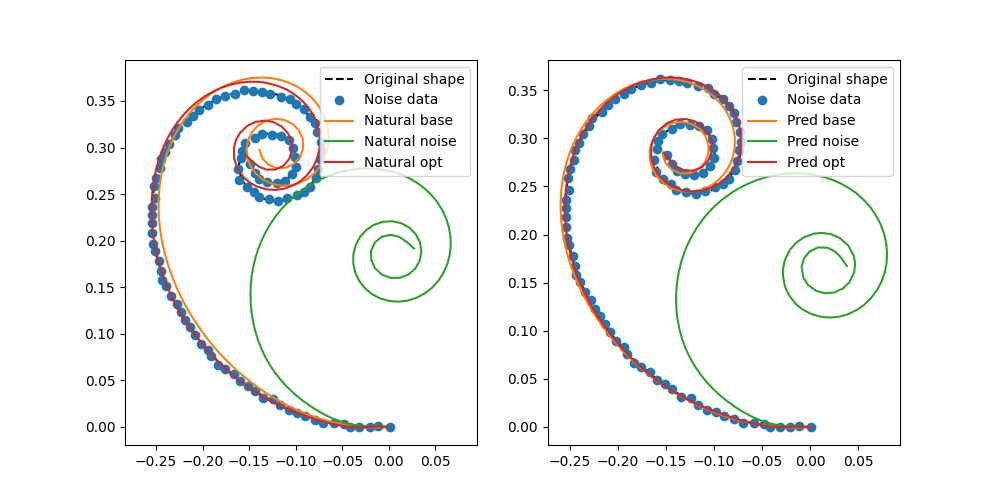 Original shape
Noise data
Natural base
Natural noise
Natural opt
0.35
0.30
0.25
0.20
0.15
0.10
0.05
0.00
−0.25 −0.20 −0.15 −0.10 −0.05 0.00 0.05
Original shape
Noise data
Pred base
Pred noise
Pred opt
0.35
0.30
0.25
0.20
0.15
0.10
0.05
0.00
−0.25 −0.20 −0.15 −0.10 −0.05 0.00 0.05